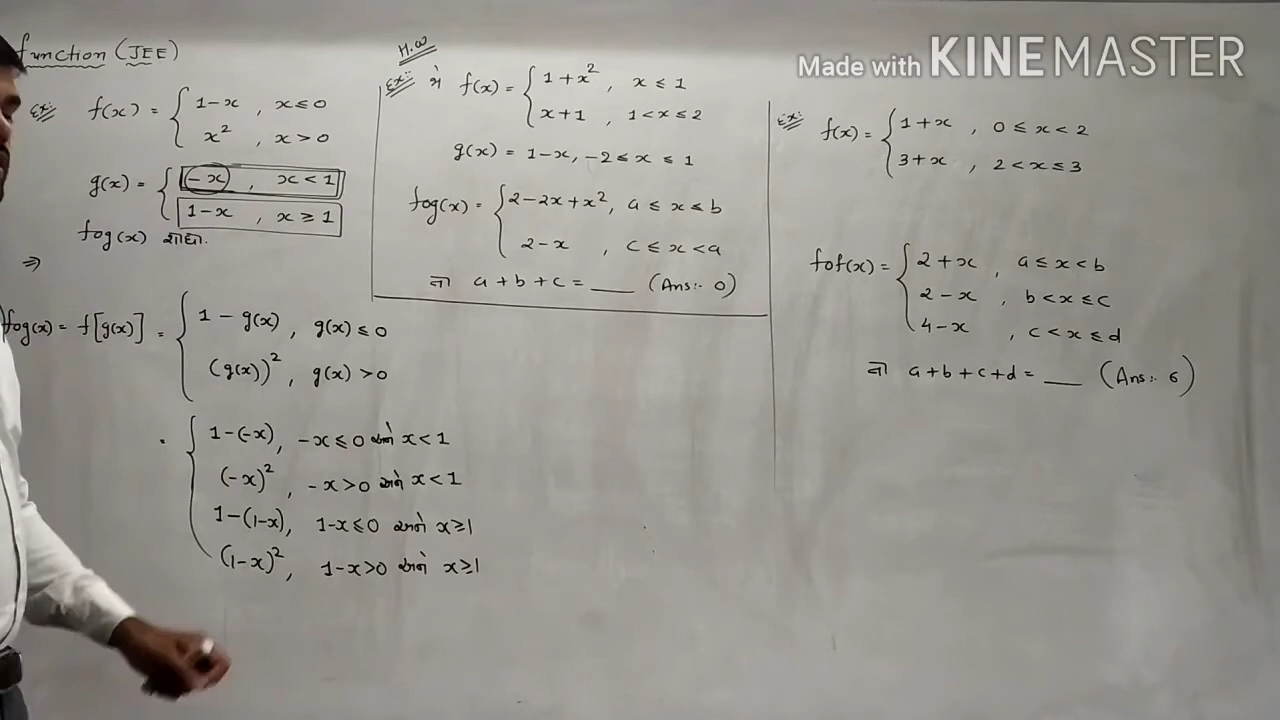 function (JEE)
Ex:- f(x) = { 1-x , x ≤ 0
x² , x > 0
g(x) = { (-x) , x < 1
1-x , x ≥ 1
fog(x) શોધો.
⇒
fog(x) = f[g(x)] = { 1 - g(x) , g(x) ≤ 0
(g(x))² , g(x) > 0
= { 1-(-x), -x ≤ 0 અને x < 1
(-x)² , -x > 0 અને x < 1
1-(1-x), 1-x ≤ 0 અને x ≥ 1
(1-x)² , 1-x > 0 અને x ≥ 1
H.W
Ex:- જો f(x) = { 1+x² , x ≤ 1
x+1 , 1 < x ≤ 2
g(x) = 1-x, -2 ≤ x ≤ 1
fog(x) = { 2-2x+x², a ≤ x ≤ b
2-x , c ≤ x < a
તો a+b+c = ___ (Ans:- 0)
Made with KINEMASTER
Ex:- f(x) = { 1+x , 0 ≤ x < 2
3+x , 2 < x ≤ 3
fof(x) = { 2+x , a ≤ x < b
2-x , b < x ≤ c
4-x , c < x ≤ d
તો a+b+c+d = ___ (Ans:- 6)